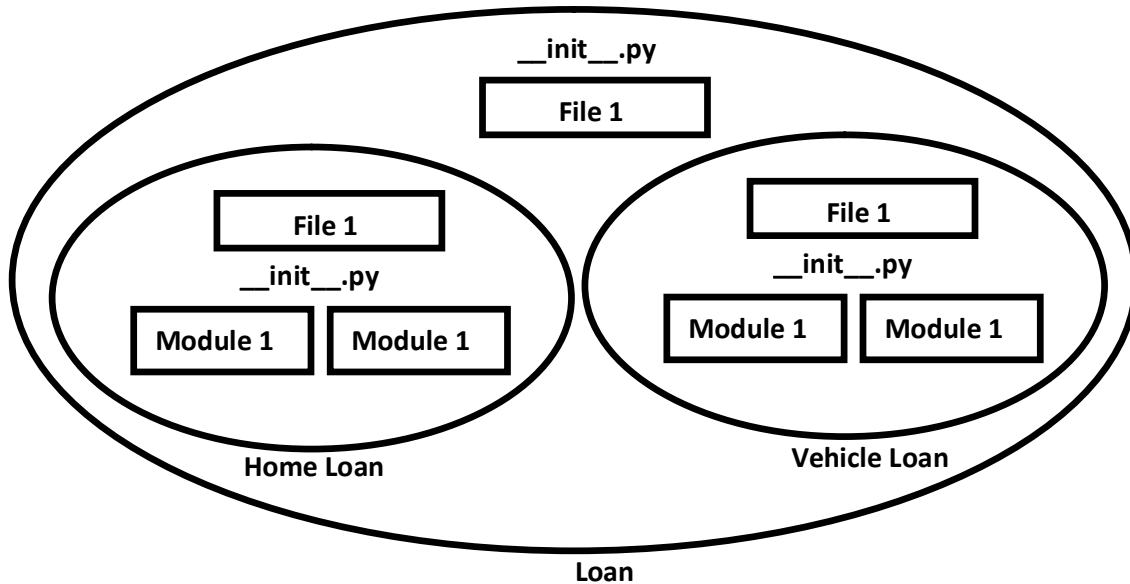 __init__.py
File 1
File 1
__init__.py
Module 1
Module 1
Home Loan
File 1
__init__.py
Module 1
Module 1
Vehicle Loan
Loan